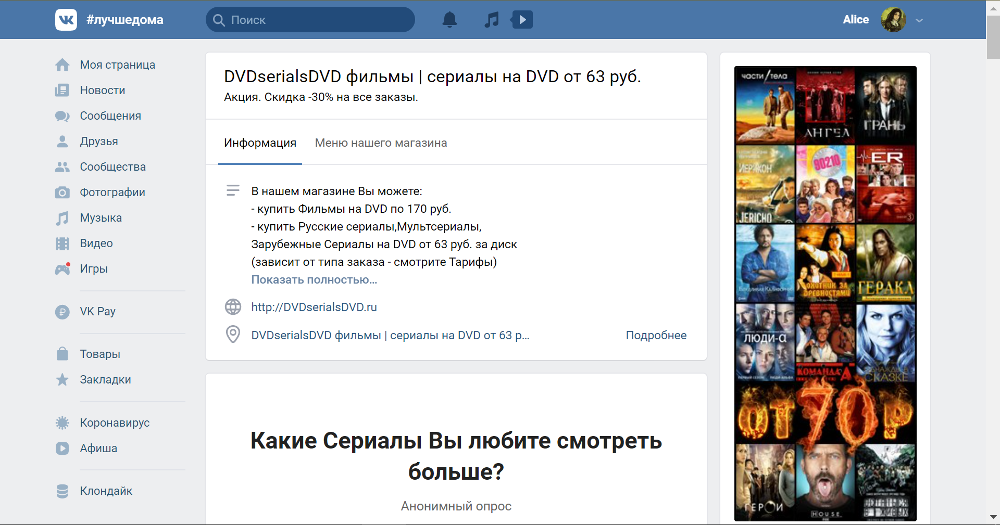 #лучшедома
Поиск
Alice
Моя страница
Новости
Сообщения
Друзья
Сообщества
Фотографии
Музыка
Видео
Игры
VK Pay
Товары
Закладки
Коронавирус
Афиша
Клондайк
DVDserialsDVD фильмы | сериалы на DVD от 63 руб.
Акция. Скидка -30% на все заказы.
Информация
Меню нашего магазина
В нашем магазине Вы можете:
- купить Фильмы на DVD по 170 руб.
- купить Русские сериалы,Мультсериалы,
Зарубежные Сериалы на DVD от 63 руб. за диск
(зависит от типа заказа - смотрите Тарифы)
Показать полностью...
http://DVDserialsDVD.ru
DVDserialsDVD фильмы | сериалы на DVD от 63 р...
Подробнее
Какие Сериалы Вы любите смотреть
больше?
Анонимный опрос
части/тела
АНГЕЛ
ГРАНЬ
ИЕРИХОН
JERICHO
90210
ER
3
ОХОТНИК ЗА
ДРЕВНОСТЯМИ
ГЕРАКЛ
ЛЮДИ-α
КОМАНДА А
СКАЗКЕ
ОТ 70 Р
ГЕРОИ
HOUSE
ОСТАТЬСЯ
В ЖИВЫХ